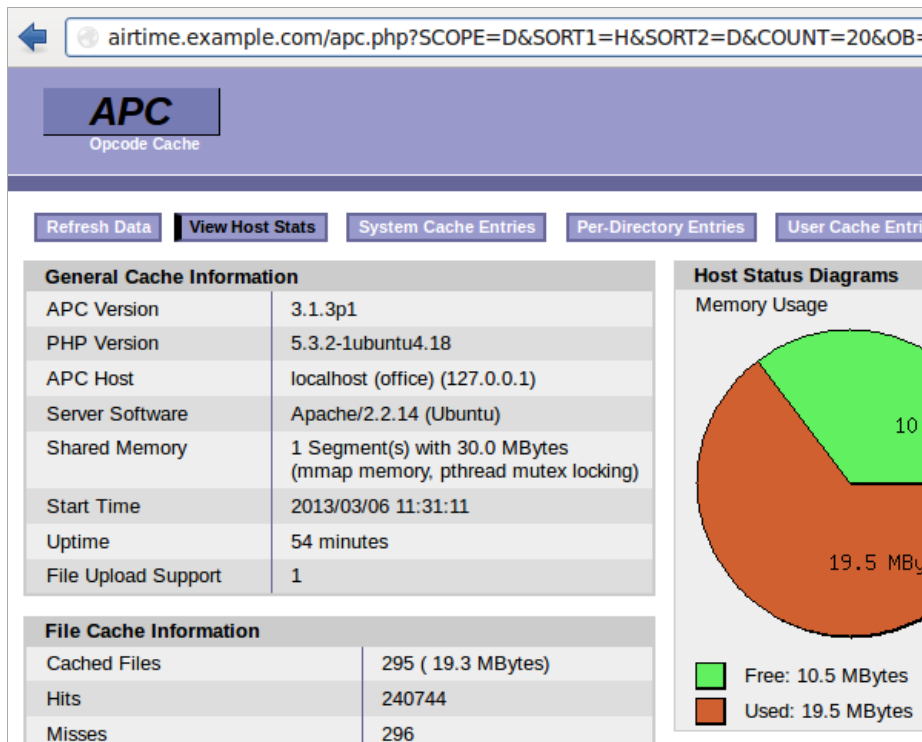 airtime.example.com/apc.php?SCOPE=D&SORT1=H&SORT2=D&COUNT=20&OB=
APC
Opcode Cache
Refresh Data View Host Stats System Cache Entries Per-Directory Entries User Cache Entri
General Cache Information
APC Version 3.1.3p1
PHP Version 5.3.2-1ubuntu4.18
APC Host localhost (office) (127.0.0.1)
Server Software Apache/2.2.14 (Ubuntu)
Shared Memory 1 Segment(s) with 30.0 MBytes
(mmap memory, pthread mutex locking)
Start Time 2013/03/06 11:31:11
Uptime 54 minutes
File Upload Support 1
File Cache Information
Cached Files 295 ( 19.3 MBytes)
Hits 240744
Misses 296
Host Status Diagrams
Memory Usage
10
19.5 MBy
Free: 10.5 MBytes
Used: 19.5 MBytes